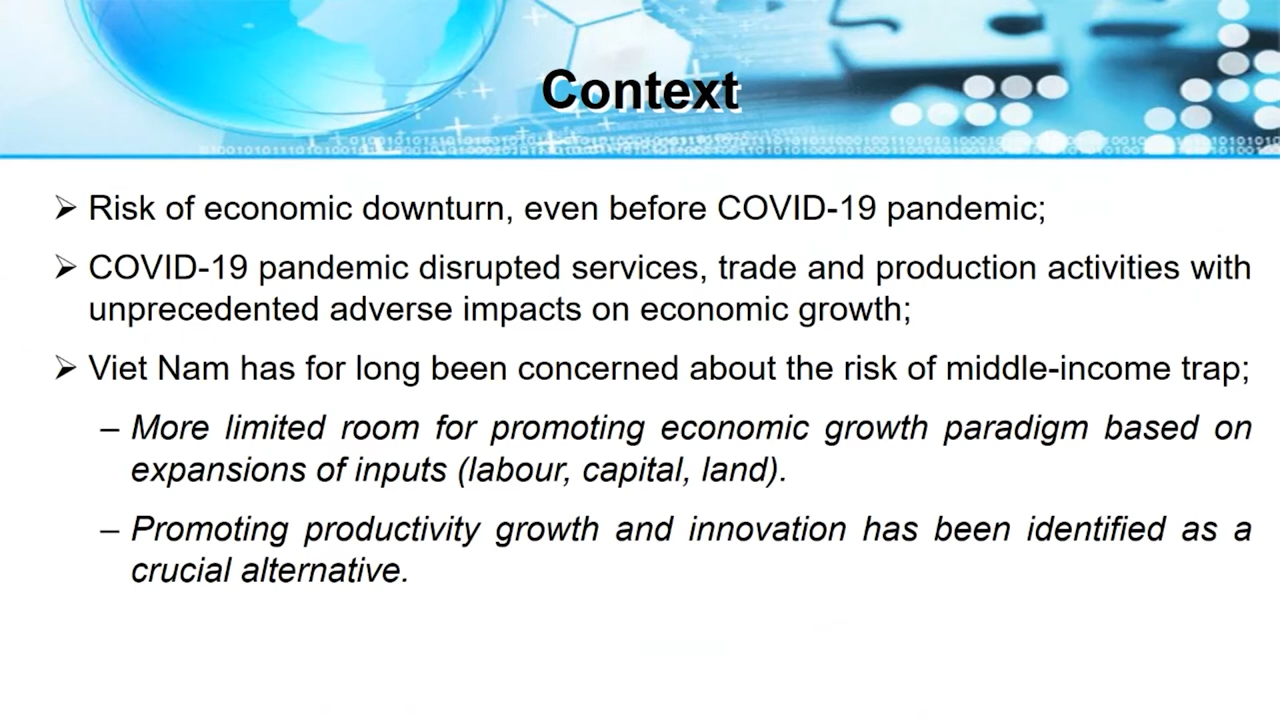 Context
➢ Risk of economic downturn, even before COVID-19 pandemic;
➢ COVID-19 pandemic disrupted services, trade and production activities with
unprecedented adverse impacts on economic growth;
➢ Viet Nam has for long been concerned about the risk of middle-income trap;
– More limited room for promoting economic growth paradigm based on
expansions of inputs (labour, capital, land).
– Promoting productivity growth and innovation has been identified as a
crucial alternative.